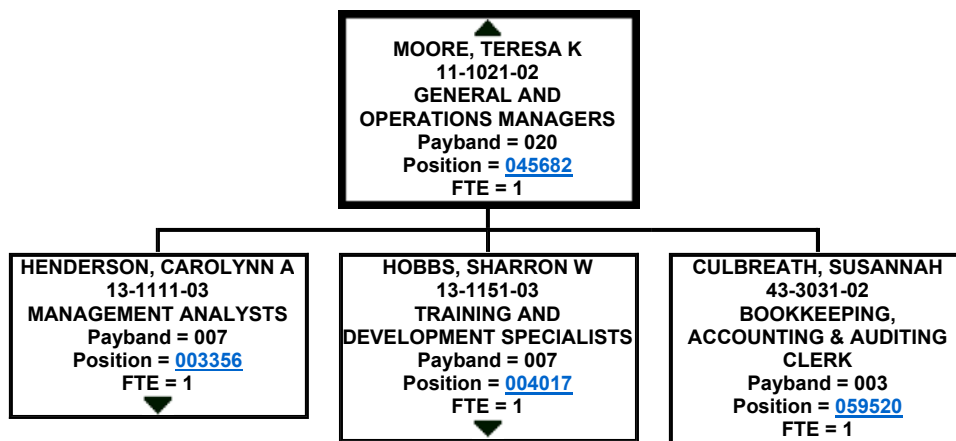 MOORE, TERESA K
11-1021-02
GENERAL AND
OPERATIONS MANAGERS
Payband = 020
Position = 045682
FTE = 1
HENDERSON, CAROLYNN A
13-1111-03
MANAGEMENT ANALYSTS
Payband = 007
Position = 003356
FTE = 1
HOBBS, SHARRON W
13-1151-03
TRAINING AND
DEVELOPMENT SPECIALISTS
Payband = 007
Position = 004017
FTE = 1
CULBREATH, SUSANNAH
43-3031-02
BOOKKEEPING,
ACCOUNTING & AUDITING
CLERK
Payband = 003
Position = 059520
FTE = 1